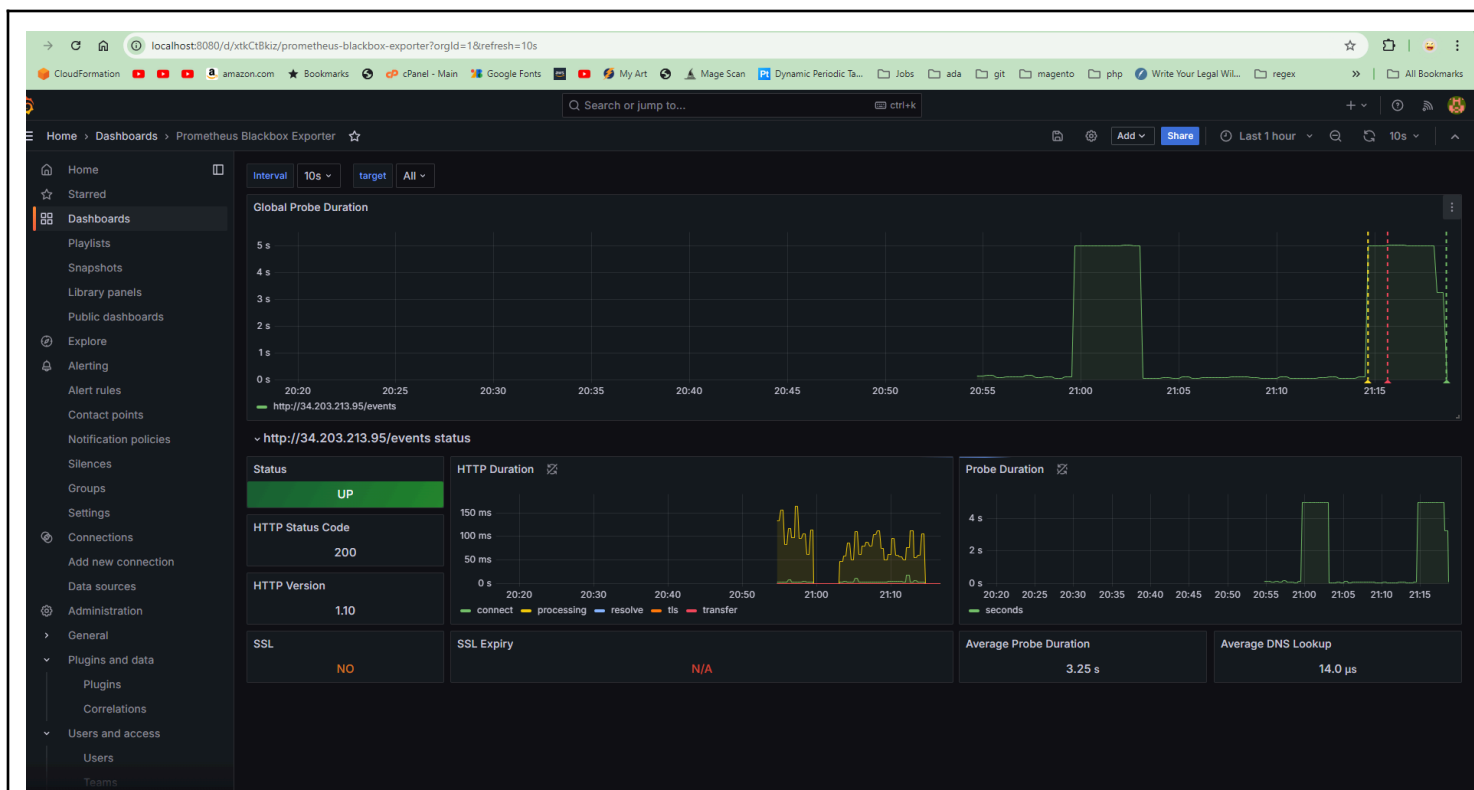 localhost:8080/d/xtkCtBkiz/prometheus-blackbox-exporter?orgId=1&refresh=10s
CloudFormation amazon.com Bookmarks cPanel - Main Google Fonts My Art Mage Scan Dynamic Periodic Ta... Jobs ada git magento php Write Your Legal Wil... regex » All Bookmarks
Search or jump to... ctrl+k
Home › Dashboards › Prometheus Blackbox Exporter Add Share Last 1 hour 10s
Home
Starred
Dashboards
Playlists
Snapshots
Library panels
Public dashboards
Explore
Alerting
Alert rules
Contact points
Notification policies
Silences
Groups
Settings
Connections
Add new connection
Data sources
Administration
General
Plugins and data
Plugins
Correlations
Users and access
Users
Teams
Interval 10s target All
Global Probe Duration
5 s
4 s
3 s
2 s
1 s
0 s
20:20 20:25 20:30 20:35 20:40 20:45 20:50 20:55 21:00 21:05 21:10 21:15
http://34.203.213.95/events
http://34.203.213.95/events status
Status
UP
HTTP Status Code
200
HTTP Version
1.10
SSL
NO
HTTP Duration
150 ms
100 ms
50 ms
0 s
20:20 20:30 20:40 20:50 21:00 21:10
connect processing resolve tls transfer
SSL Expiry
N/A
Probe Duration
4 s
2 s
0 s
20:20 20:25 20:30 20:35 20:40 20:45 20:50 20:55 21:00 21:05 21:10 21:15
seconds
Average Probe Duration
3.25 s
Average DNS Lookup
14.0 µs